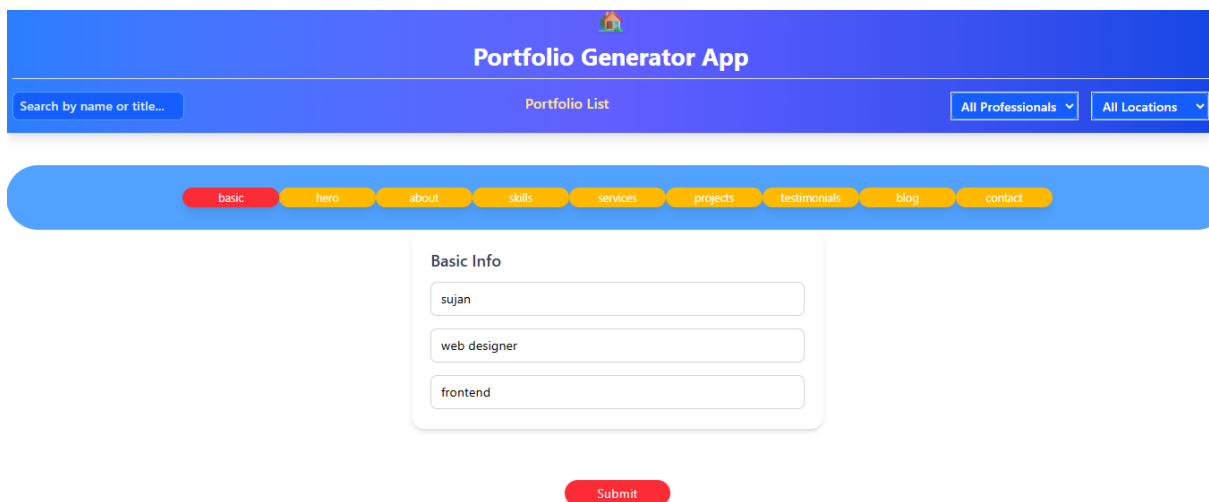 Portfolio Generator App
Search by name or title... Portfolio List All Professionals All Locations
basic hero about skills services projects testimonials blog contact
Basic Info
sujan
web designer
frontend
Submit